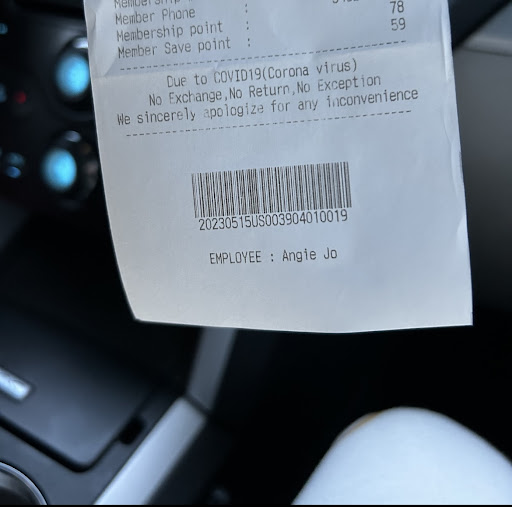 Member Phone :
Membership point : 78
Member Save point : 59
Due to COVID19(Corona virus)
No Exchange,No Return,No Exception
We sincerely apologize for any inconvenience
20230515US003904010019
EMPLOYEE : Angie Jo